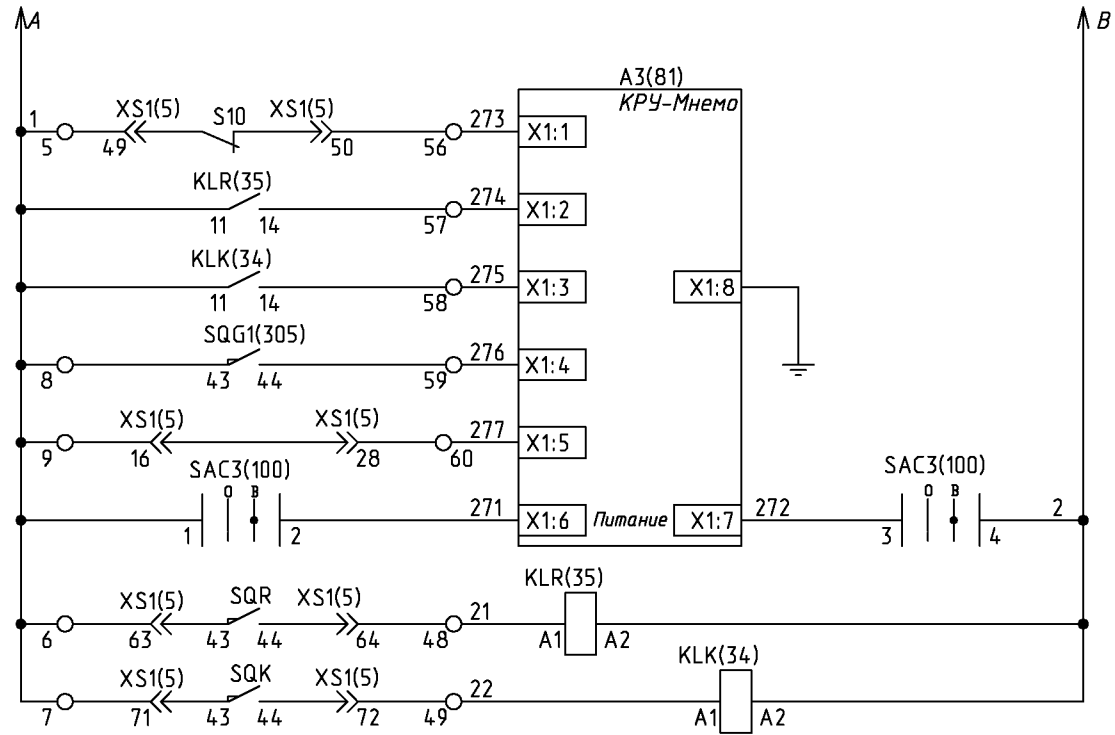 A B
A3(81)
КРУ-Мнемо
1 XS1(5) S10 XS1(5) 273 X1:1
5 49 50 56
KLR(35) 274 X1:2
11 14 57
KLK(34) 275 X1:3 X1:8
11 14 58
SQG1(305) 276 X1:4
8 43 44 59
XS1(5) XS1(5) 277 X1:5
9 16 28 60
SAC3(100) SAC3(100)
О В О В
271 X1:6 Питание X1:7 272 2
1 2 3 4
KLR(35)
XS1(5) SQR XS1(5) 21
6 63 43 44 64 48 A1 A2
KLK(34)
XS1(5) SQK XS1(5) 22
7 71 43 44 72 49 A1 A2